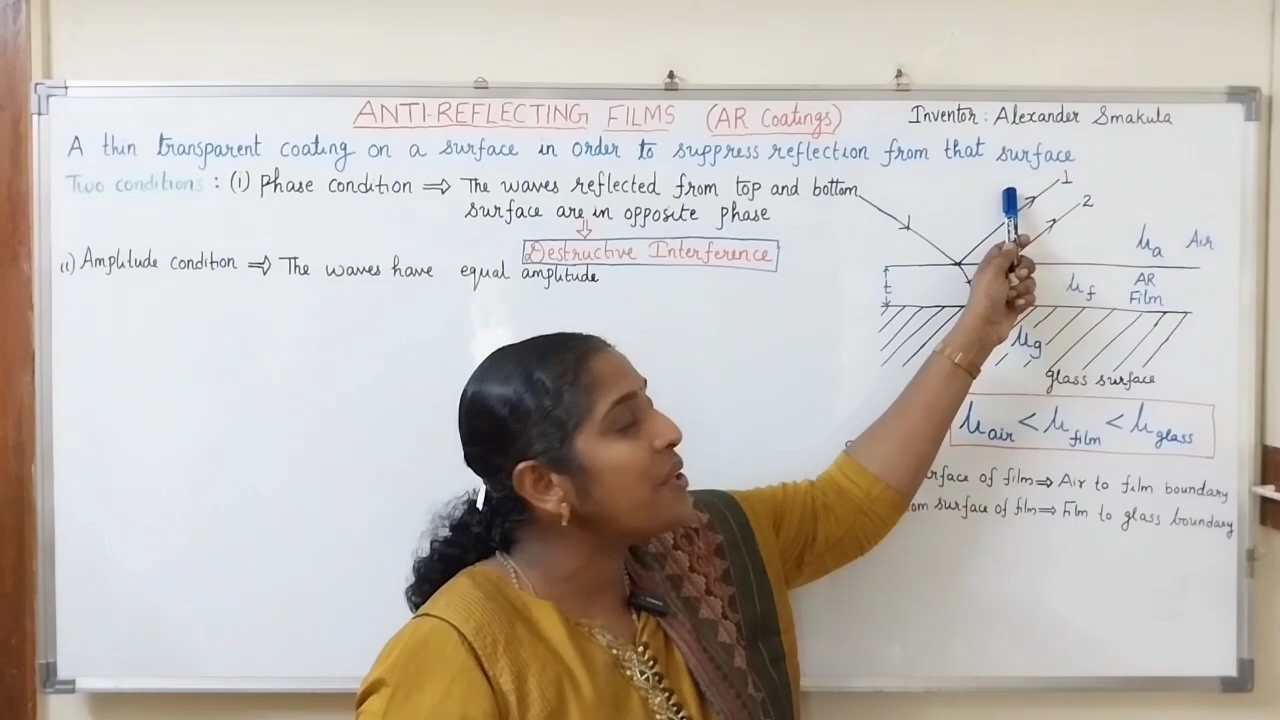 ANTI-REFLECTING FILMS (AR Coatings)
Inventor: Alexander Smakula
A thin transparent coating on a surface in order to suppress reflection from that surface
Two conditions : (i) Phase condition ⇒ The waves reflected from top and bottom
surface are in opposite phase
⇓
Destructive Interference
(ii) Amplitude condition ⇒ The waves have equal amplitude
1
2
μa Air
t
μf AR Film
μg
glass surface
μair < μfilm < μglass
of film ⇒ Air to film boundary
surface of film ⇒ Film to glass boundary